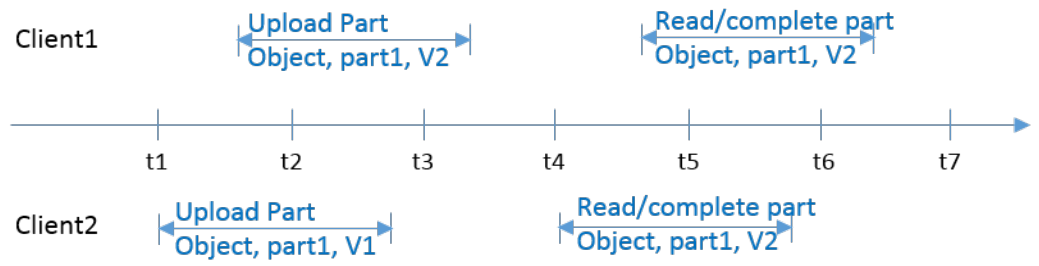 Upload Part
Read/complete part
Client1
Object, part1, V2
Object, part1, V2
t1
t2
t3
t4
t5
t6
t7
Upload Part
Read/complete part
Client2
Object, part1, V1
Object, part1, V2